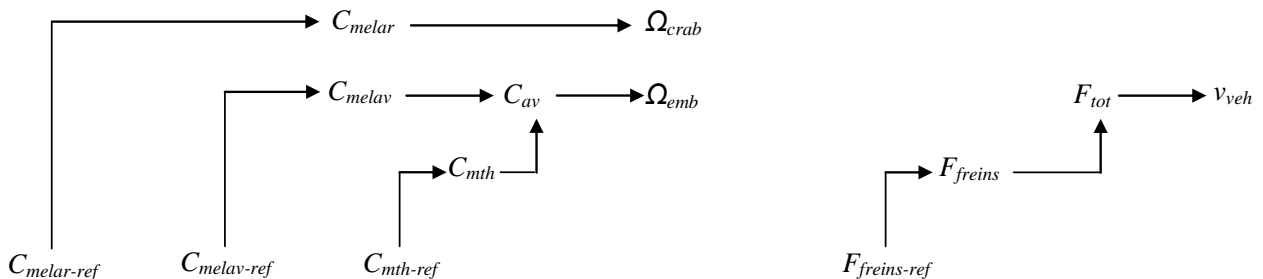 C_melar Ω_crab
C_melav C_av Ω_emb F_tot v_veh
C_mth F_freins
C_melar-ref C_melav-ref C_mth-ref F_freins-ref